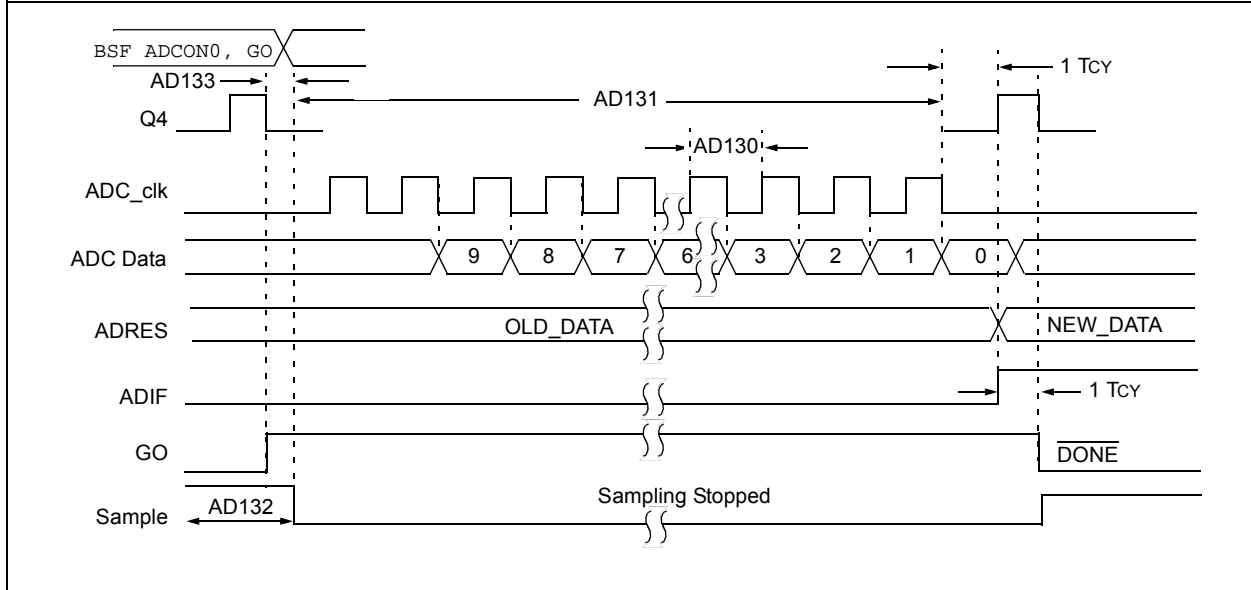 BSF ADCON0, GO
AD133
1 TCY
AD131
Q4
AD130
ADC_clk
ADC Data 9 8 7 6 3 2 1 0
ADRES OLD_DATA NEW_DATA
ADIF 1 TCY
GO DONE
Sampling Stopped
Sample AD132